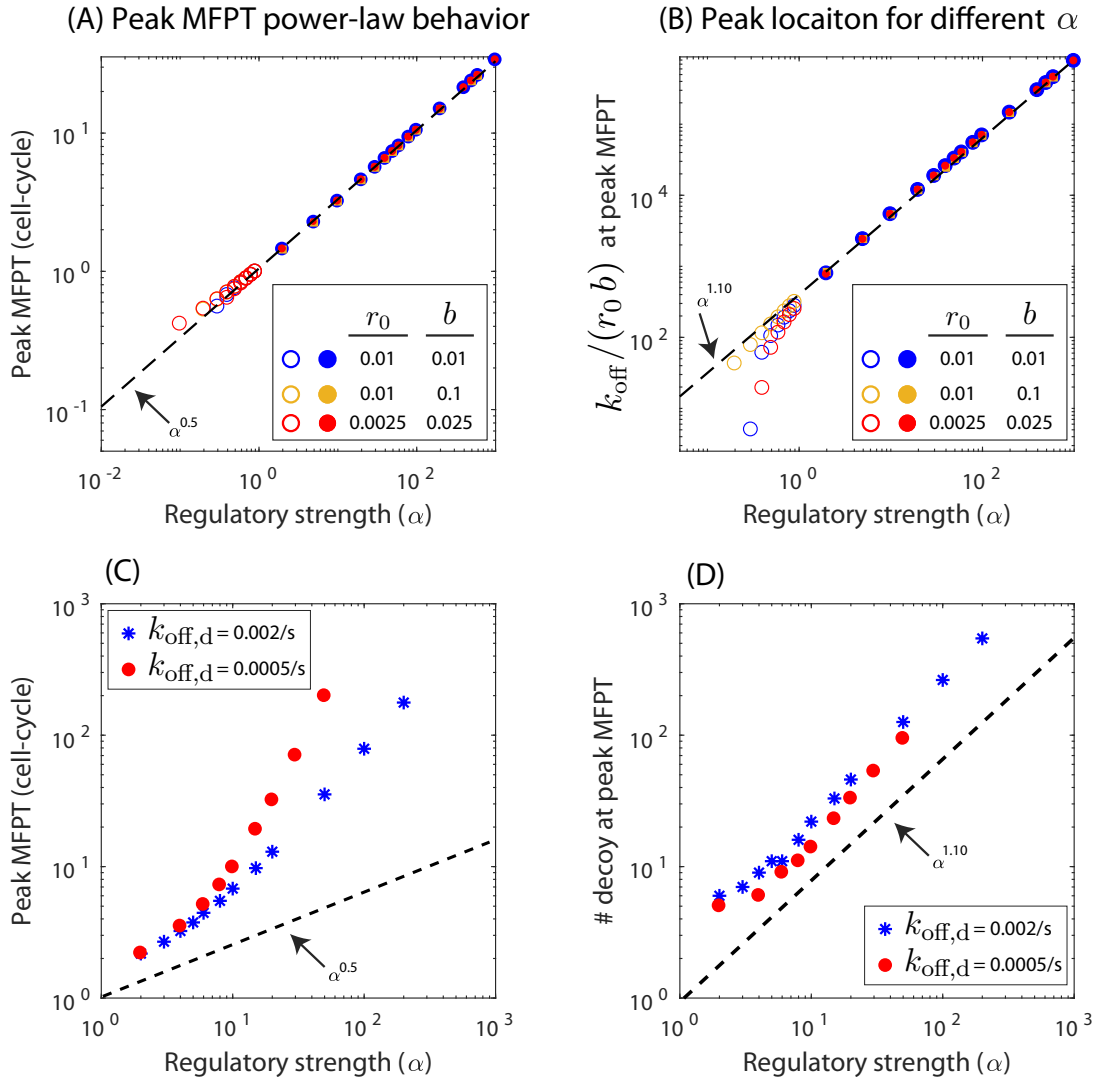 (A) Peak MFPT power-law behavior
Peak MFPT (cell-cycle)
10^1
10^0
10^-1
α^0.5
r_0 b
0.01 0.01
0.01 0.1
0.0025 0.025
10^-2 10^0 10^2
Regulatory strength (α)
(B) Peak locaiton for different α
k_off/(r_0 b) at peak MFPT
10^4
10^2
α^1.10
r_0 b
0.01 0.01
0.01 0.1
0.0025 0.025
10^0 10^2
Regulatory strength (α)
(C)
Peak MFPT (cell-cycle)
10^3
10^2
10^1
10^0
k_off,d = 0.002/s
k_off,d = 0.0005/s
α^0.5
10^0 10^1 10^2 10^3
Regulatory strength (α)
(D)
# decoy at peak MFPT
10^3
10^2
10^1
10^0
α^1.10
k_off,d = 0.002/s
k_off,d = 0.0005/s
10^0 10^1 10^2 10^3
Regulatory strength (α)